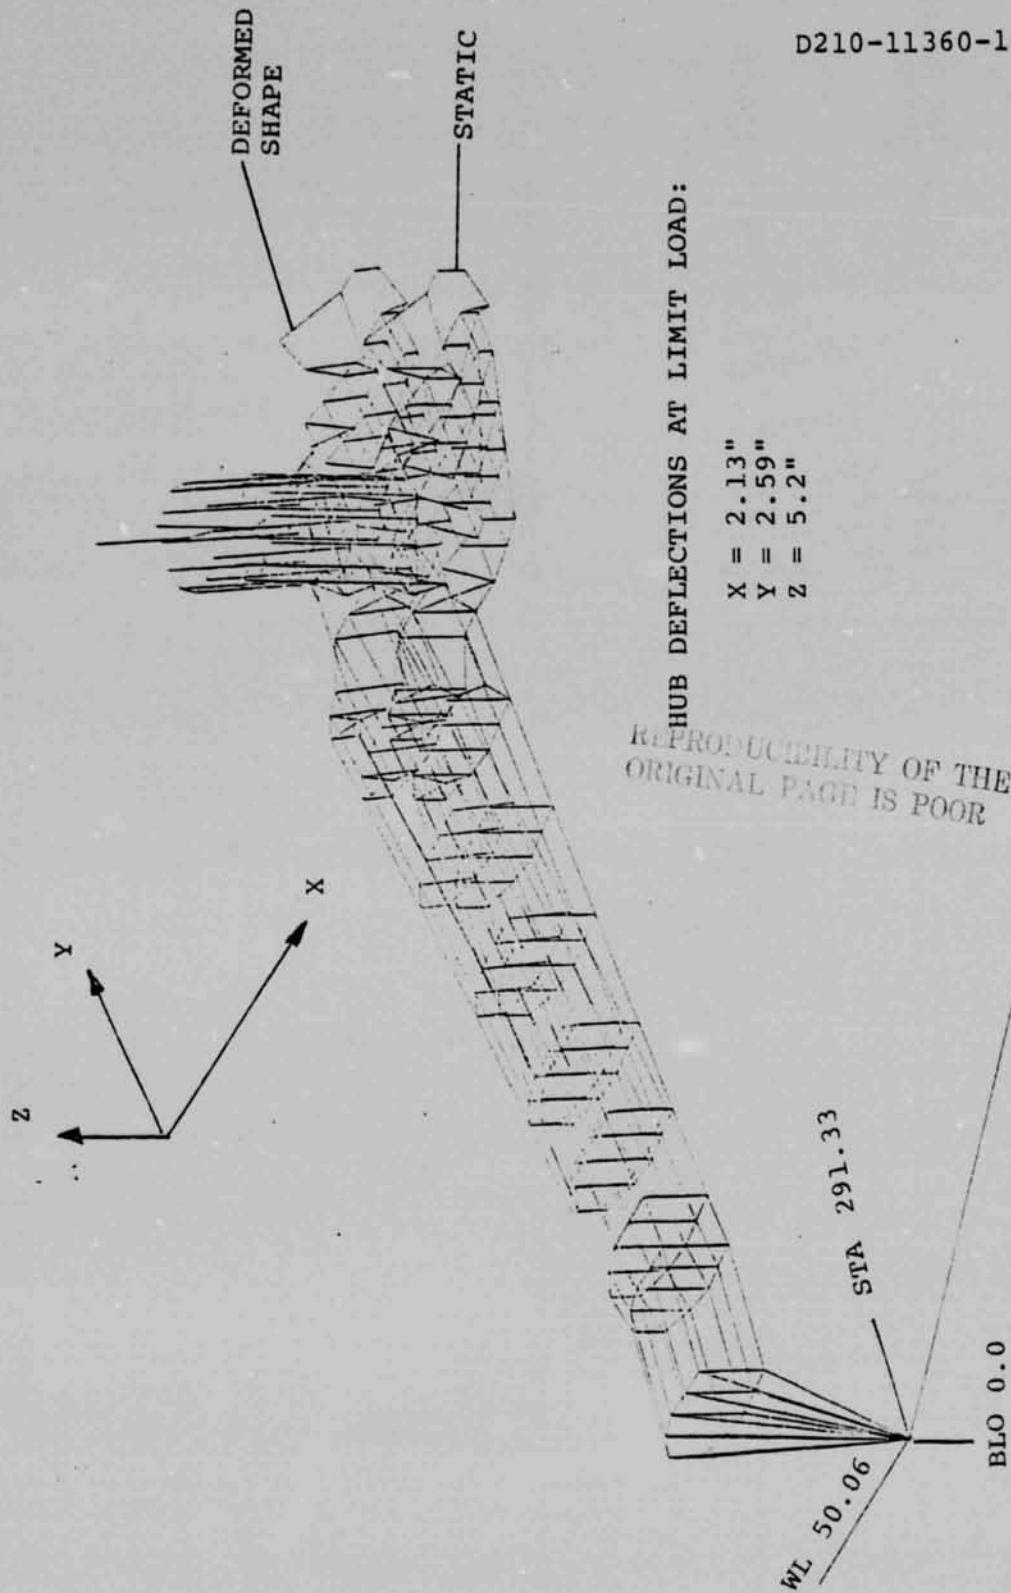 D210-11360-1
DEFORMED
SHAPE
STATIC
Z
Y
X
HUB DEFLECTIONS AT LIMIT LOAD:
X = 2.13"
Y = 2.59"
Z = 5.2"
REPRODUCIBILITY OF THE
ORIGINAL PAGE IS POOR
STA 291.33
WL 50.06
BLO 0.0